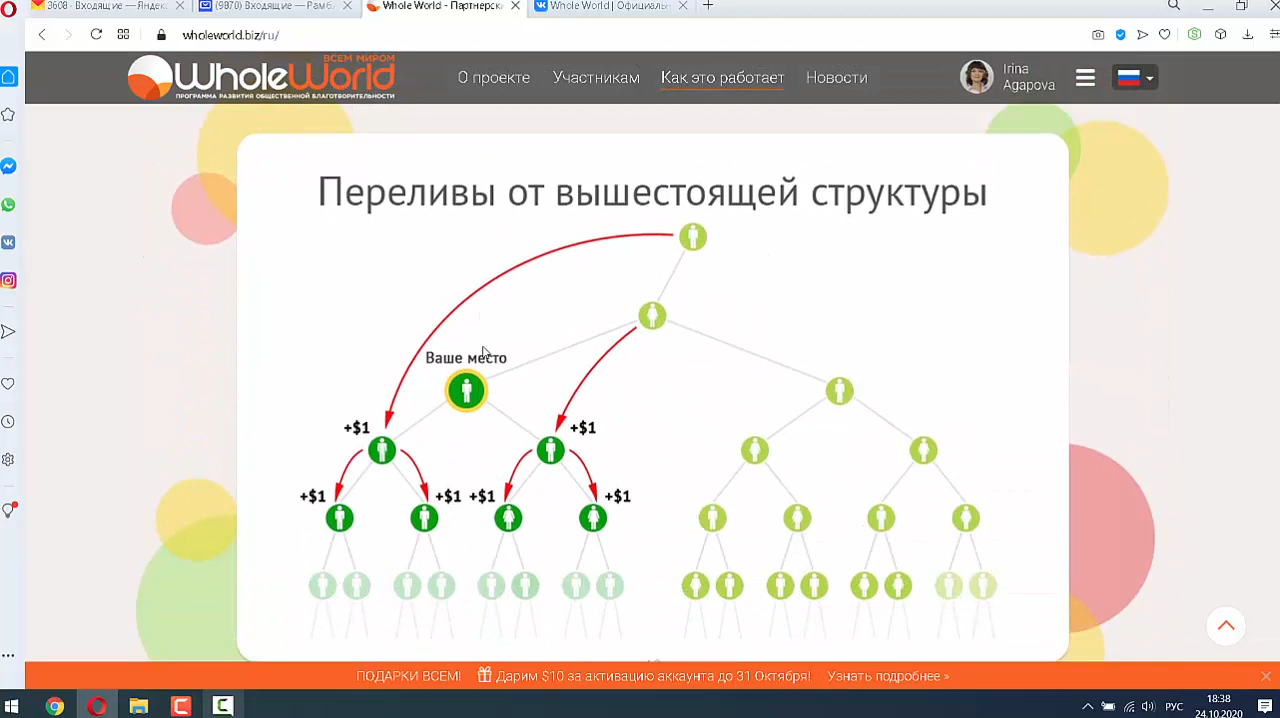 3608 - Входящие — Яндекс
(9870) Входящие — Рамбл
Whole World - Партнерска
Whole World | Официальн
wholeworld.biz/ru/
ВСЕМ МИРОМ
WholeWorld
ПРОГРАММА РАЗВИТИЯ ОБЩЕСТВЕННОЙ БЛАГОТВОРИТЕЛЬНОСТИ
О проекте
Участникам
Как это работает
Новости
Irina
Agapova
Переливы от вышестоящей структуры
Ваше место
+$1
+$1
+$1
+$1
+$1
+$1
ПОДАРКИ ВСЕМ!
Дарим $10 за активацию аккаунта до 31 Октября!
Узнать подробнее »
18:38
РУС
24.10.2020